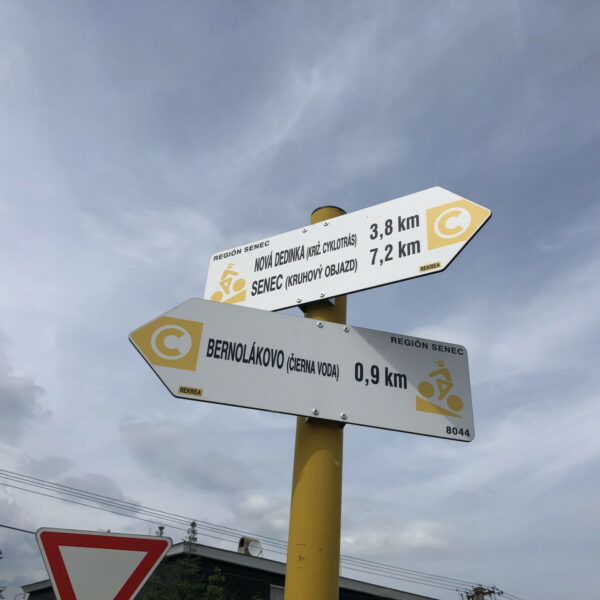 REGIÓN SENEC
NOVÁ DEDINKA (KRIŽ. CYKLOTRÁS) 3,8 km
SENEC (KRUHOVÝ OBJAZD) 7,2 km
C
REKREA
REGIÓN SENEC
C
BERNOLÁKOVO (ČIERNA VODA) 0,9 km
REKREA
8044